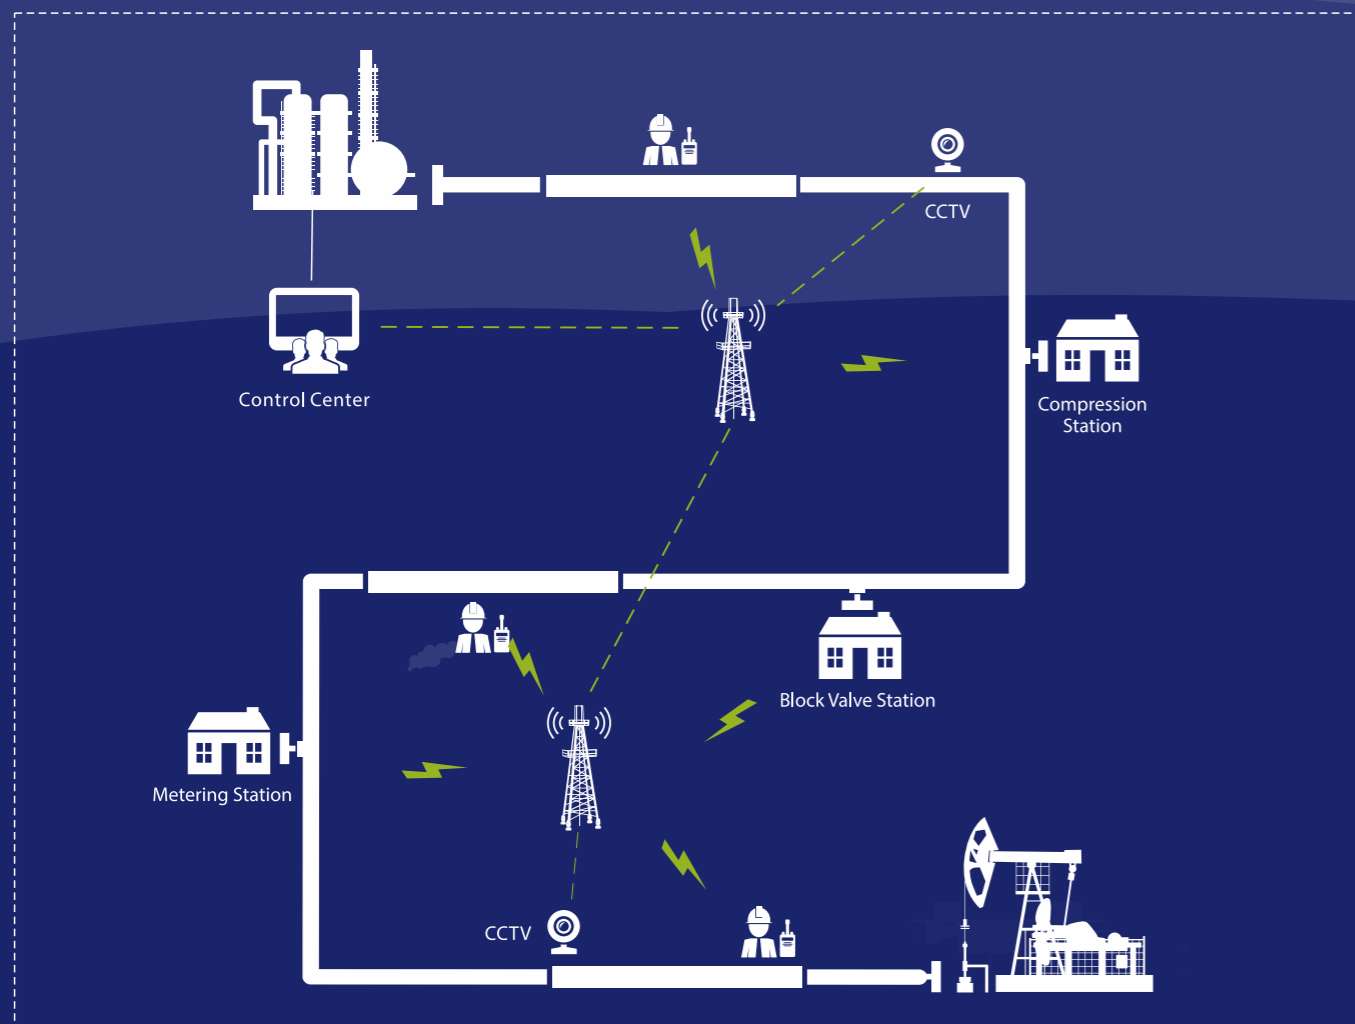 CCTV
Control Center
Compression
Station
Block Valve Station
Metering Station
CCTV